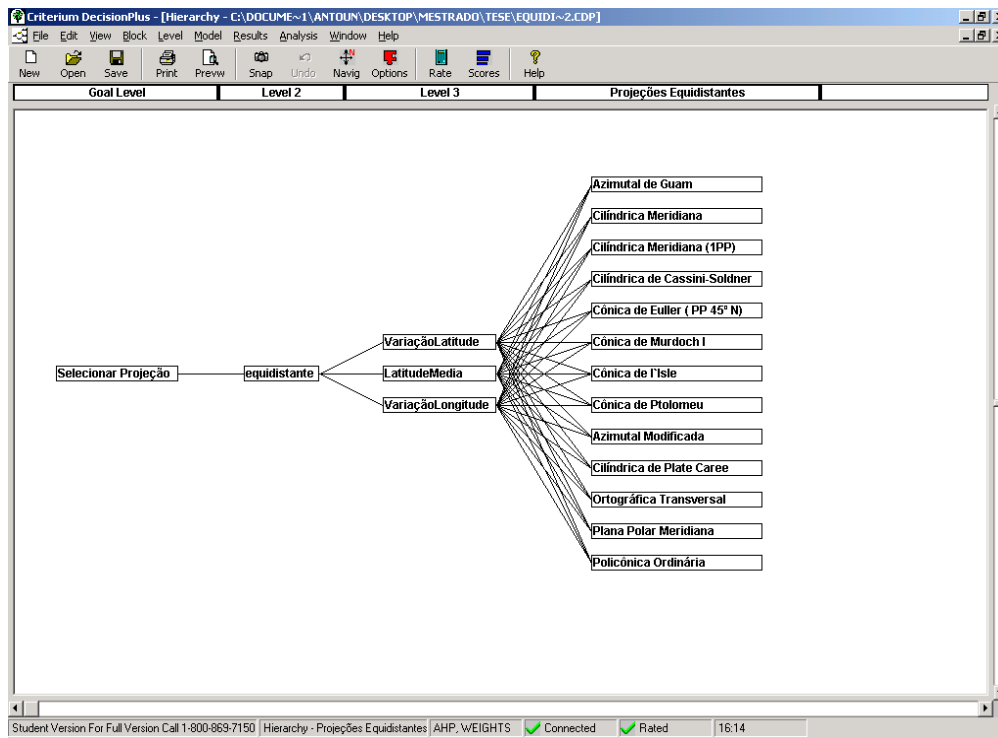 Criterium DecisionPlus - [Hierarchy - C:\DOCUME~1\ANTOUN\DESKTOP\MESTRADO\TESE\EQUIDI~2.CDP]
File Edit View Block Level Model Results Analysis Window Help
New Open Save Print Prevw Snap Undo Navig Options Rate Scores Help
Goal Level Level 2 Level 3 Projeções Equidistantes
Azimutal de Guam
Cilíndrica Meridiana
Cilíndrica Meridiana (1PP)
Cilíndrica de Cassini-Soldner
Cônica de Euller ( PP 45° N)
VariaçãoLatitude Cônica de Murdoch I
Selecionar Projeção equidistante LatitudeMedia Cônica de l`Isle
VariaçãoLongitude Cônica de Ptolomeu
Azimutal Modificada
Cilíndrica de Plate Caree
Ortográfica Transversal
Plana Polar Meridiana
Policônica Ordinária
Student Version For Full Version Call 1-800-869-7150 Hierarchy - Projeções Equidistantes AHP, WEIGHTS Connected Rated 16:14